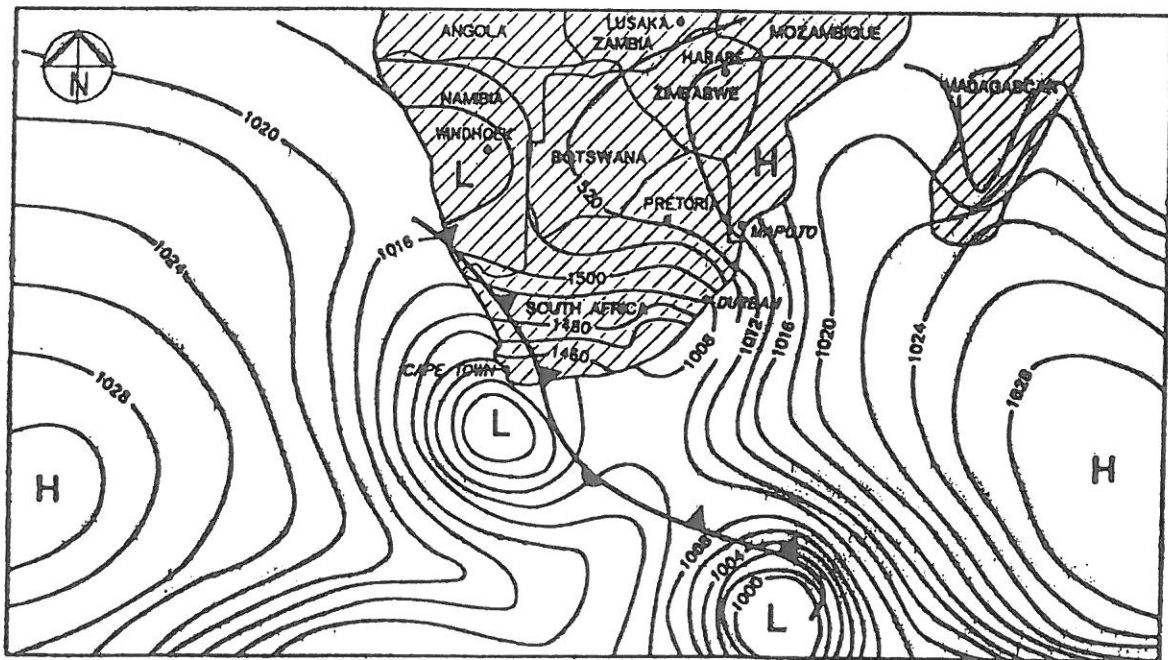 N
ANGOLA
LUSAKA
ZAMBIA
MOZAMBIQUE
HARARE
ZIMBABWE
MADAGASCAR
NAMIBIA
WINDHOEK
L
BOTSWANA
H
PRETORIA
MAPUTO
1020
1016
1024
1500
SOUTH AFRICA
DURBAN
1480
1460
CAPE TOWN
1008
1012
1016
1020
1024
1028
1028
H
L
H
1008
1004
1000
L